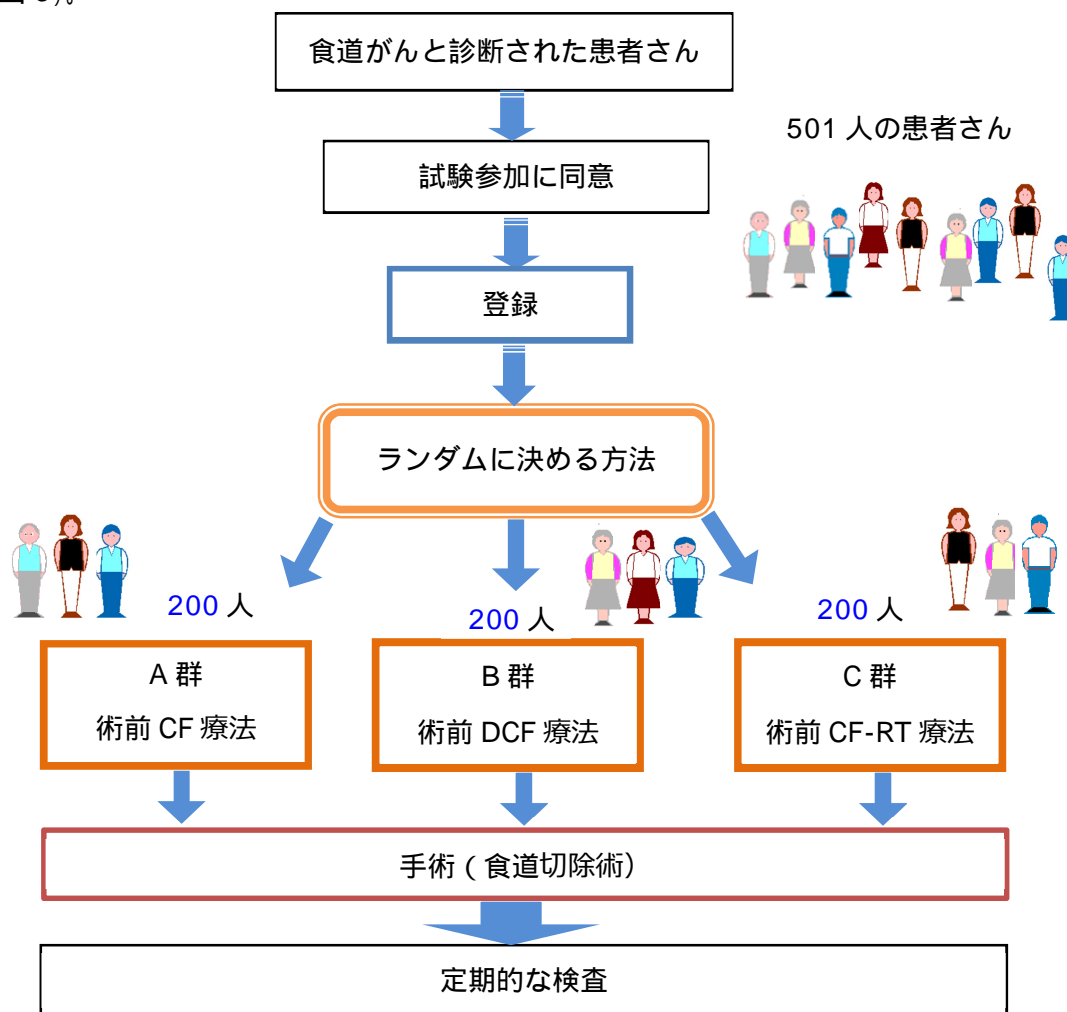 食道がんと診断された患者さん
501 人の患者さん
試験参加に同意
登録
ランダムに決める方法
200 人
200 人
200 人
A 群
術前 CF 療法
B 群
術前 DCF 療法
C 群
術前 CF-RT 療法
手術(食道切除術)
定期的な検査